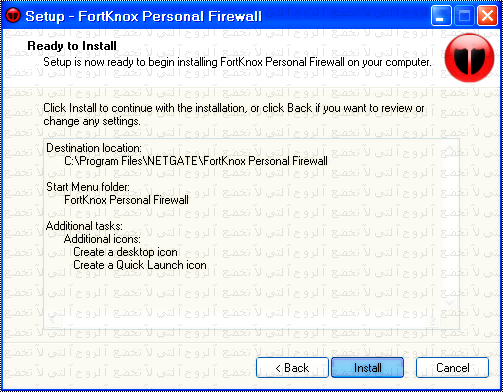 Setup - FortKnox Personal Firewall
Ready to Install
Setup is now ready to begin installing FortKnox Personal Firewall on your computer.
Click Install to continue with the installation, or click Back if you want to review or
change any settings.
Destination location:
C:\Program Files\NETGATE\FortKnox Personal Firewall
Start Menu folder:
FortKnox Personal Firewall
Additional tasks:
Additional icons:
Create a desktop icon
Create a Quick Launch icon
< Back
Install
Cancel